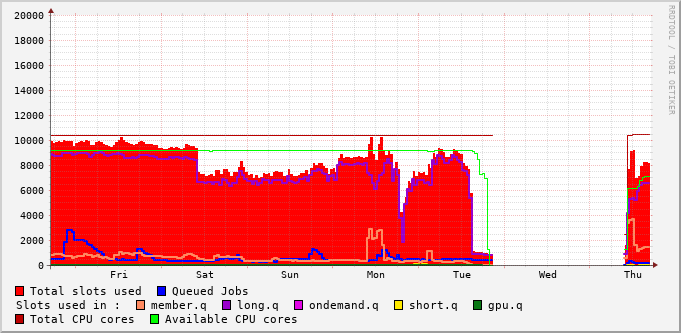 20000
18000
16000
14000
12000
10000
8000
6000
4000
2000
0
Fri Sat Sun Mon Tue Wed Thu
Total slots used Queued Jobs
Slots used in : member.q long.q ondemand.q short.q gpu.q
Total CPU cores Available CPU cores
RRDTOOL / TOBI OETIKER